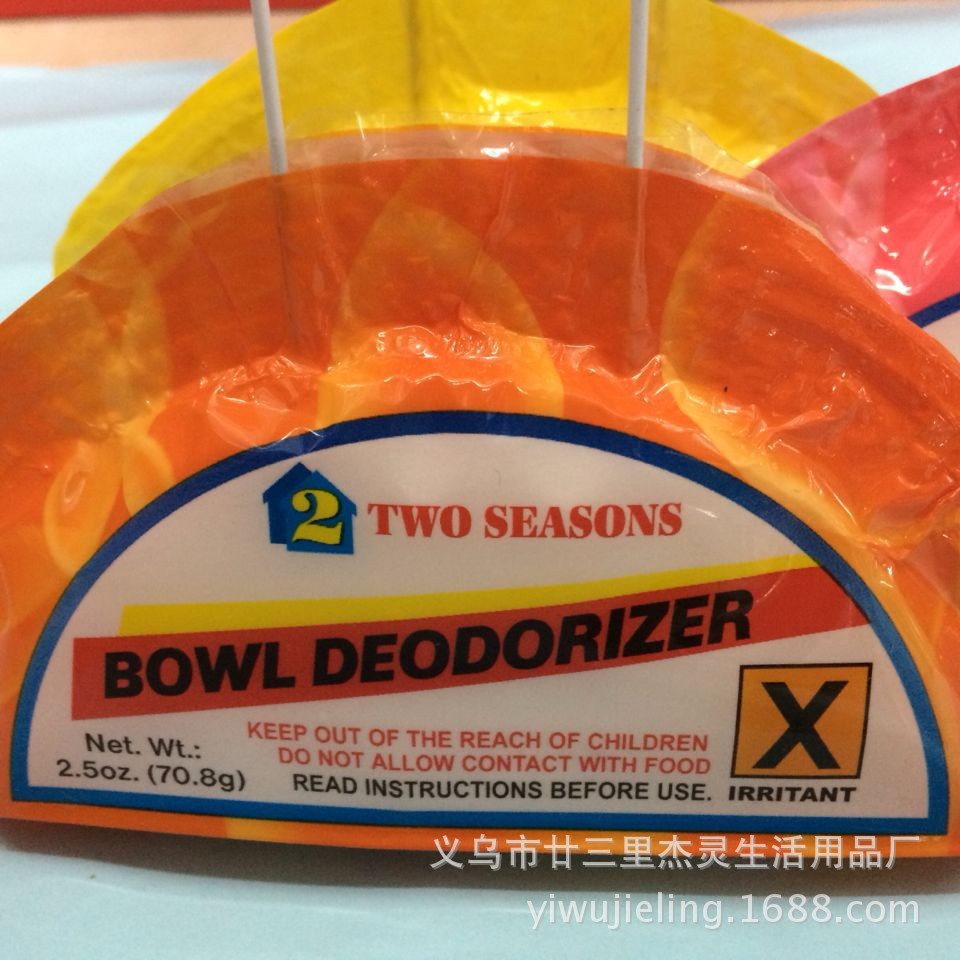 2 TWO SEASONS
BOWL DEODORIZER
Net. Wt.:
2.5oz. (70.8g)
KEEP OUT OF THE REACH OF CHILDREN
DO NOT ALLOW CONTACT WITH FOOD
READ INSTRUCTIONS BEFORE USE.
X
IRRITANT
义乌市廿三里杰灵生活用品厂
yiwujieling.1688.com